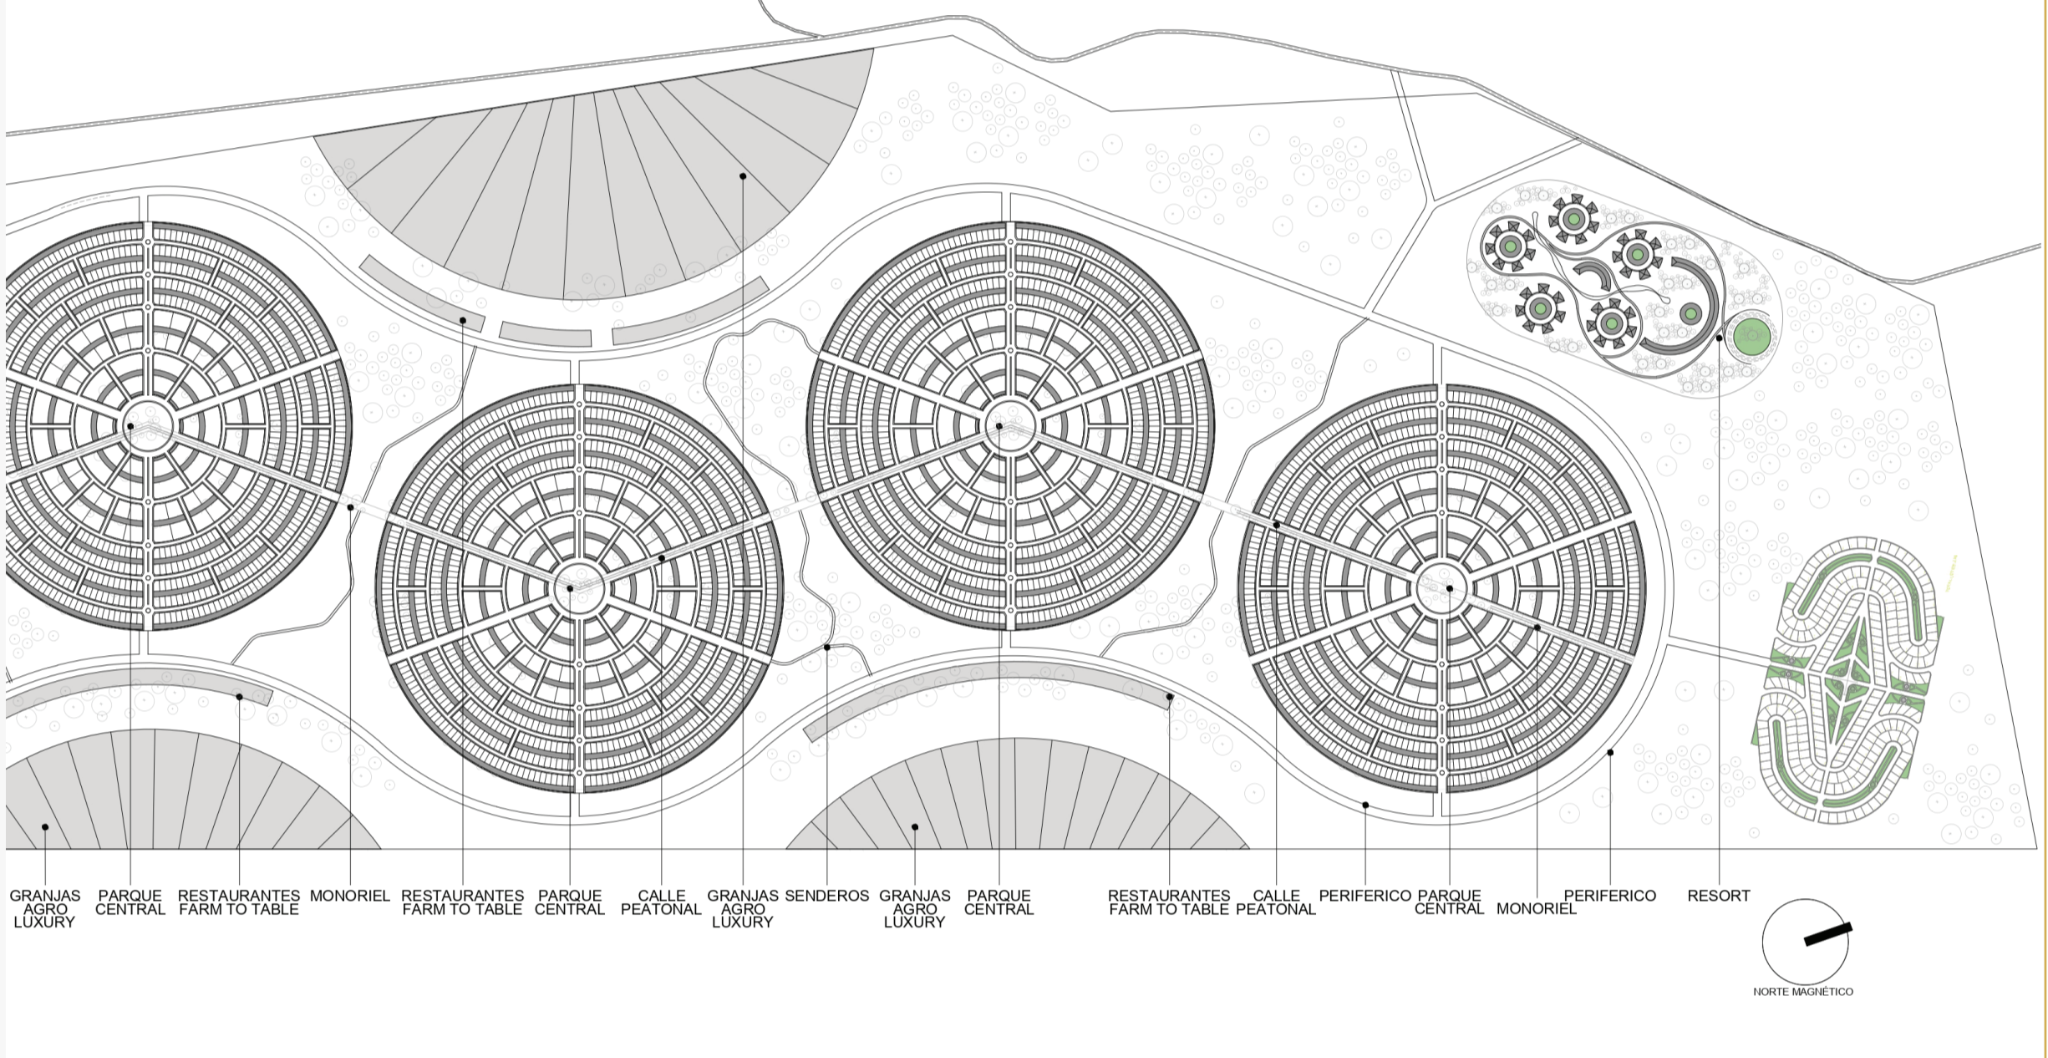 GRANJAS
AGRO
LUXURY
PARQUE
CENTRAL
RESTAURANTES
FARM TO TABLE
MONORIEL
RESTAURANTES
FARM TO TABLE
PARQUE
CENTRAL
CALLE
PEATONAL
GRANJAS
AGRO
LUXURY
SENDEROS
GRANJAS
AGRO
LUXURY
PARQUE
CENTRAL
RESTAURANTES
FARM TO TABLE
CALLE
PEATONAL
PERIFERICO
PARQUE
CENTRAL
MONORIEL
PERIFERICO
RESORT
NORTE MAGNÉTICO